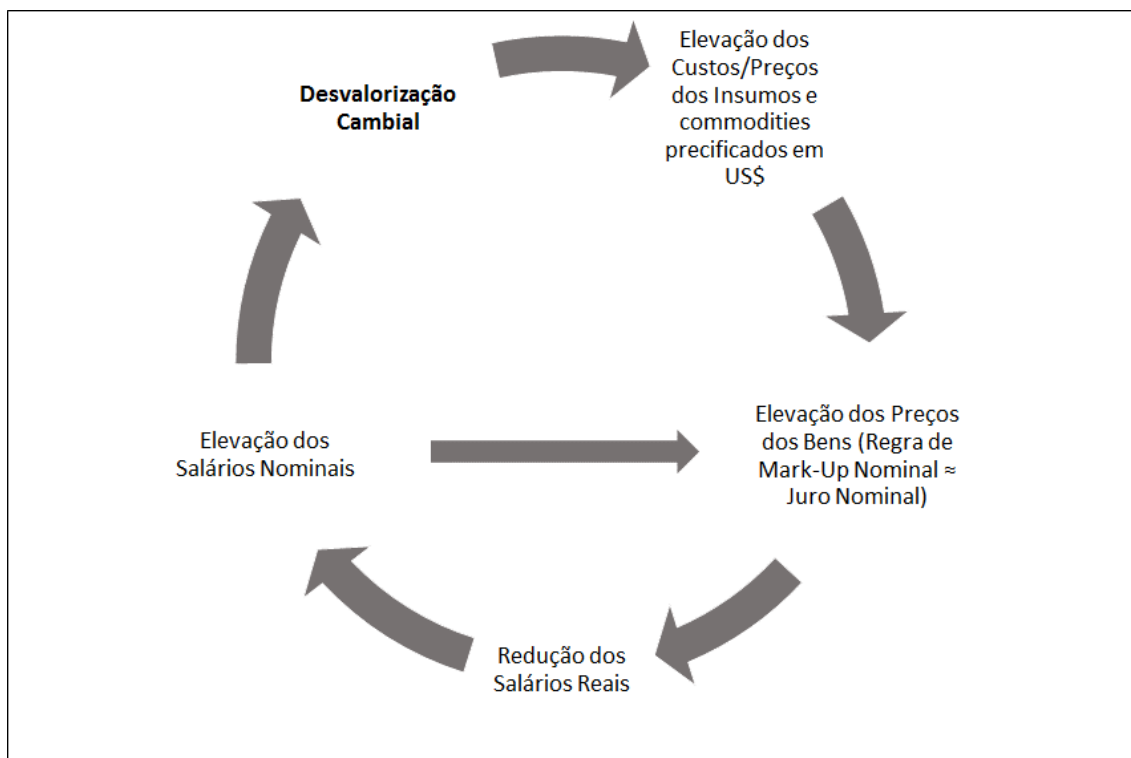 Desvalorização
Cambial
Elevação dos
Custos/Preços
dos Insumos e
commodities
precificados em
US$
Elevação dos Preços
dos Bens (Regra de
Mark-Up Nominal ≈
Juro Nominal)
Redução dos
Salários Reais
Elevação dos
Salários Nominais